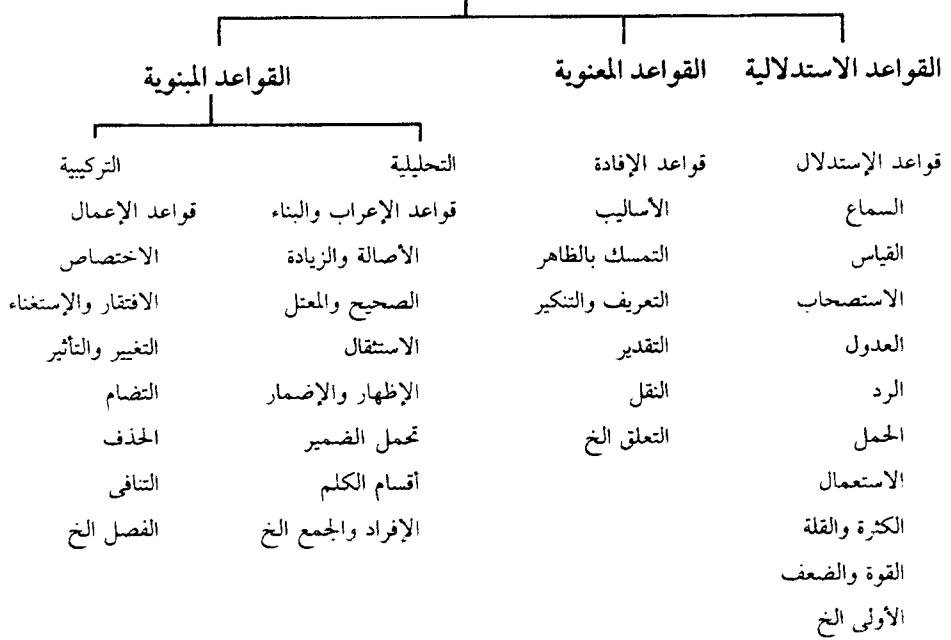 القواعد الاستدلالية القواعد المعنوية القواعد المبنوية
التحليلية التركيبية
قواعد الإستدلال
السماع
القياس
الاستصحاب
العدول
الرد
الحمل
الاستعمال
الكثرة والقلة
القوة والضعف
الأولى الخ
قواعد الإفادة
الأساليب
التمسك بالظاهر
التعريف والتنكير
التقدير
النقل
التعلق الخ
قواعد الإعراب والبناء
الأصالة والزيادة
الصحيح والمعتل
الاستثقال
الإظهار والإضمار
تحمل الضمير
أقسام الكلم
الإفراد والجمع الخ
قواعد الإعمال
الاختصاص
الافتقار والإستغناء
التغيير والتأثير
التضام
الحذف
التنافى
الفصل الخ